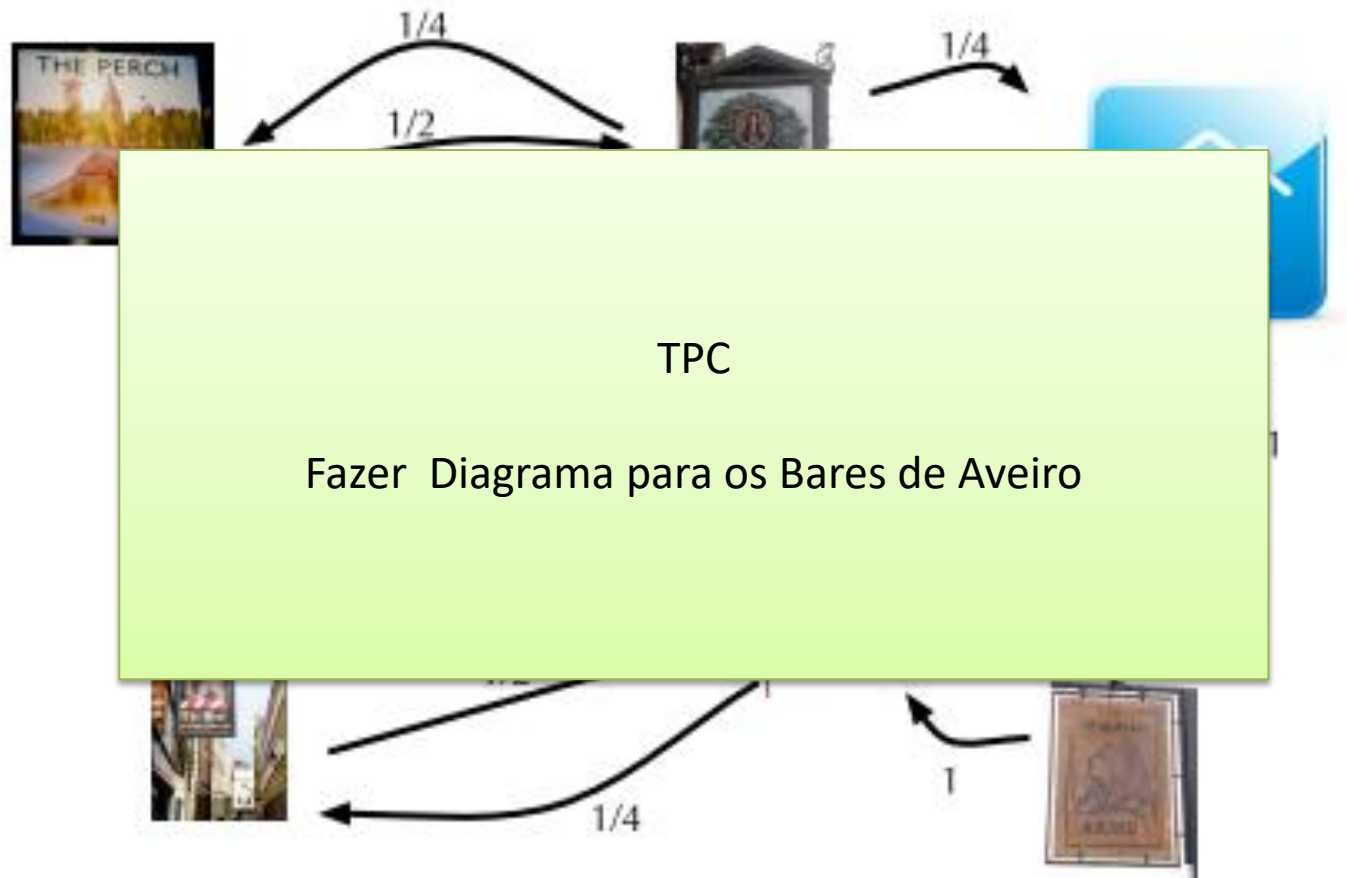 1/4
1/4
THE PERCH
1/2
TPC
Fazer Diagrama para os Bares de Aveiro
1
1/4